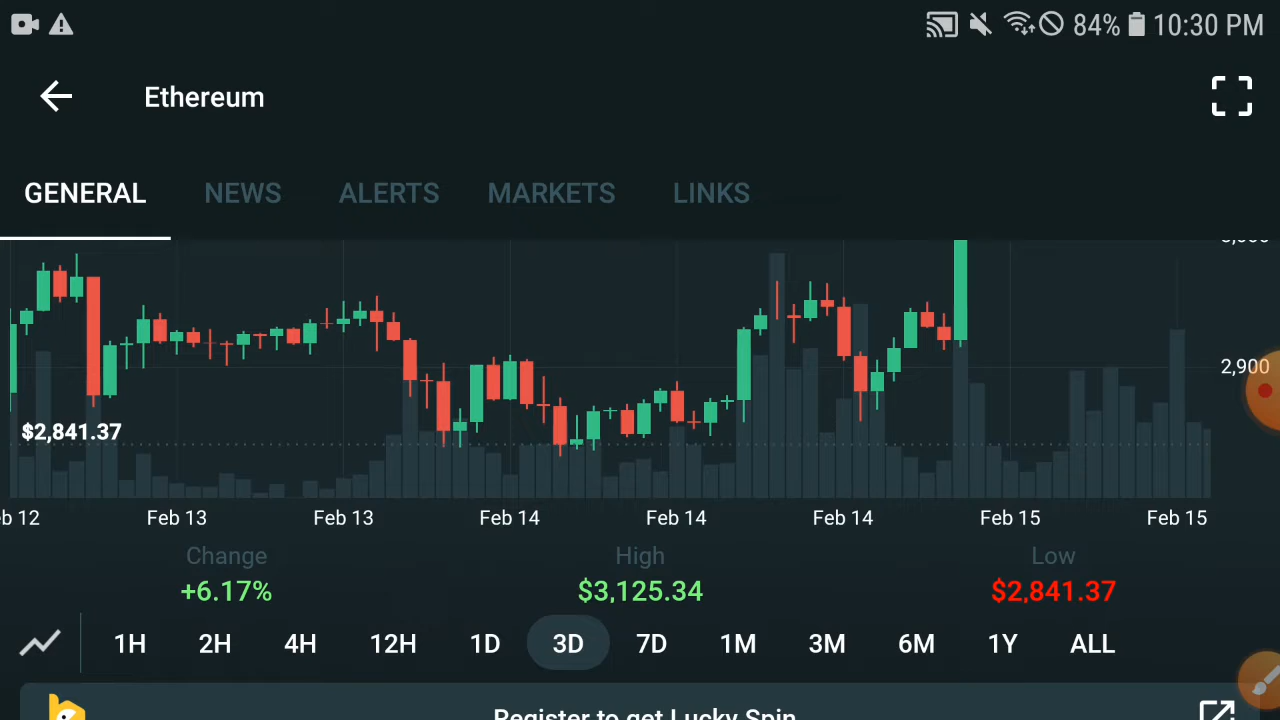 84% 10:30 PM
Ethereum
GENERAL NEWS ALERTS MARKETS LINKS
2,900
$2,841.37
b 12 Feb 13 Feb 13 Feb 14 Feb 14 Feb 14 Feb 15 Feb 15
Change High Low
+6.17% $3,125.34 $2,841.37
1H 2H 4H 12H 1D 3D 7D 1M 3M 6M 1Y ALL
Register to get Lucky Spin